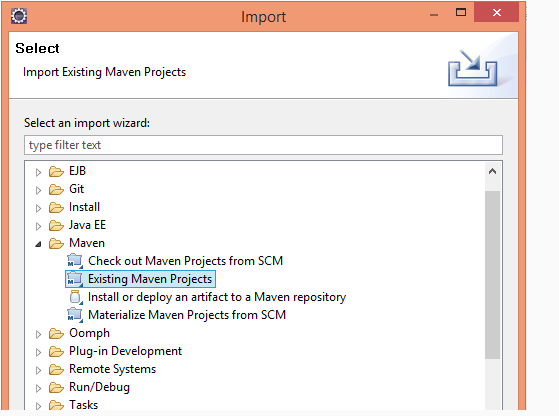 Import
Select
Import Existing Maven Projects
Select an import wizard:
type filter text
EJB
Git
Install
Java EE
Maven
Check out Maven Projects from SCM
Existing Maven Projects
Install or deploy an artifact to a Maven repository
Materialize Maven Projects from SCM
Oomph
Plug-in Development
Remote Systems
Run/Debug
Tasks